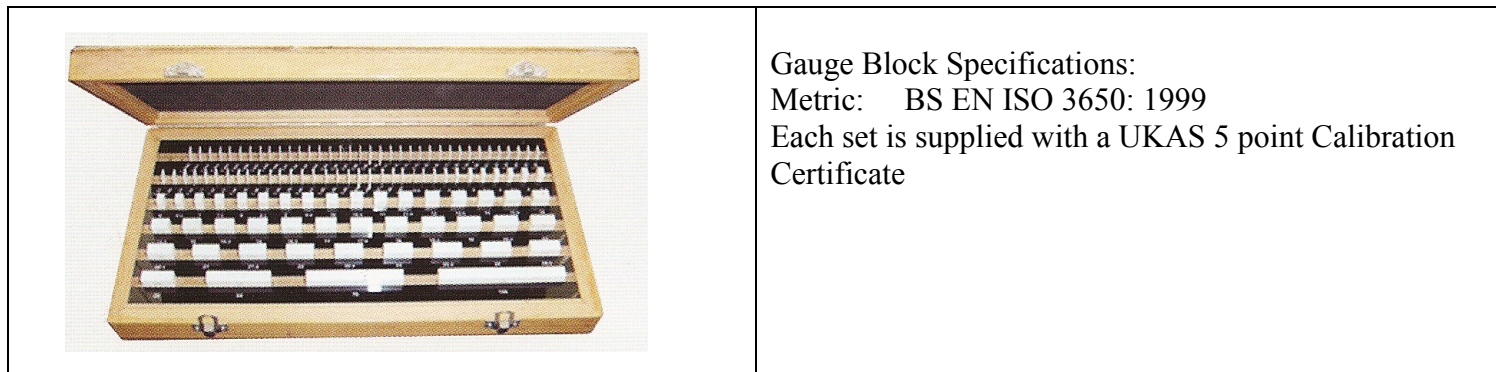 Gauge Block Specifications:
Metric: BS EN ISO 3650: 1999
Each set is supplied with a UKAS 5 point Calibration
Certificate